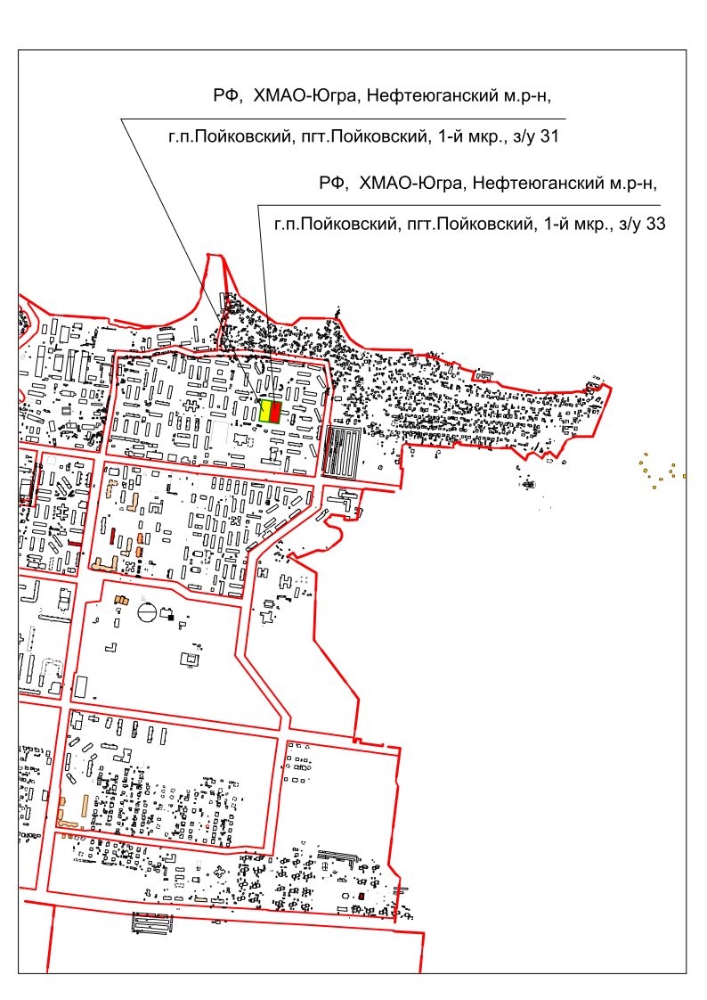 РФ, ХМАО-Югра, Нефтеюганский м.р-н,
г.п.Пойковский, пгт.Пойковский, 1-й мкр., з/у 31
РФ, ХМАО-Югра, Нефтеюганский м.р-н,
г.п.Пойковский, пгт.Пойковский, 1-й мкр., з/у 33